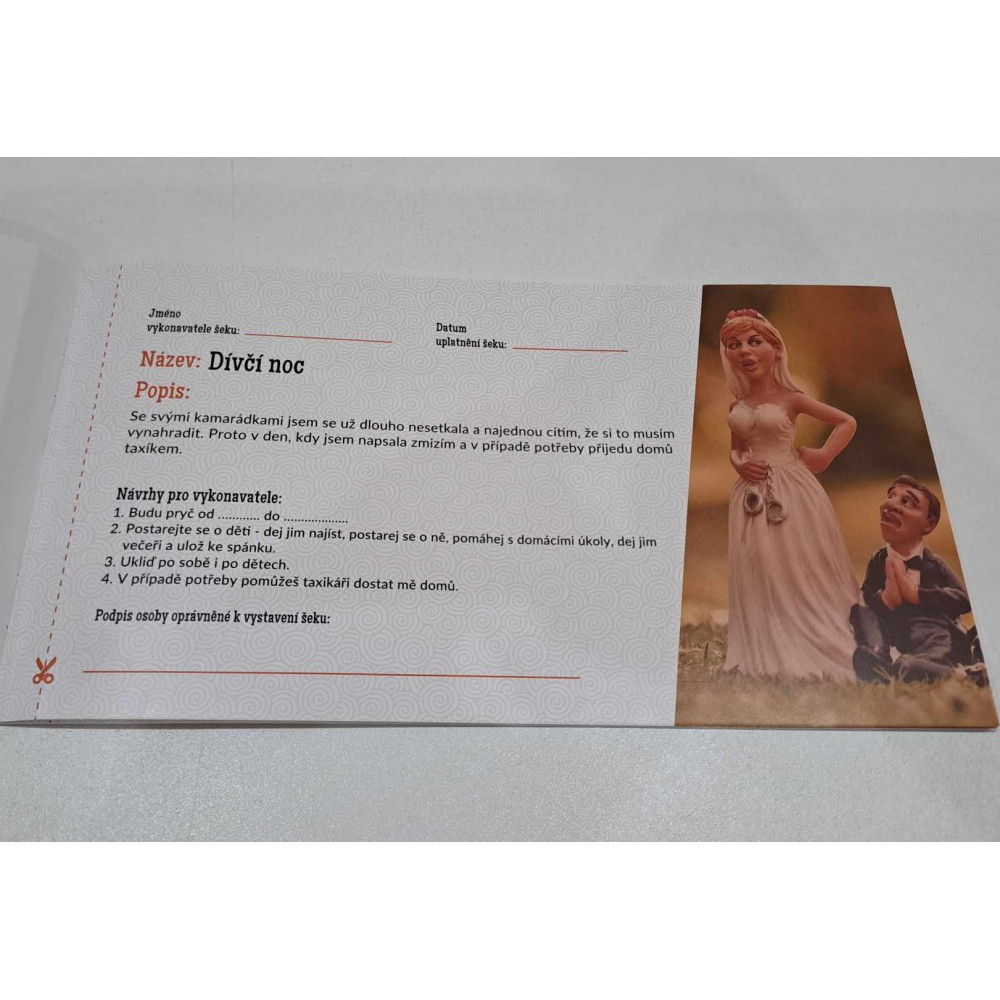 Jméno
vykonavatele šeku:
Datum
uplatnění šeku:
Název: Dívčí noc
Popis:
Se svými kamarádkami jsem se už dlouho nesetkala a najednou cítím, že si to musím
vynahradit. Proto v den, kdy jsem napsala zmizím a v případě potřeby přijedu domů
taxíkem.
Návrhy pro vykonavatele:
1. Budu pryč od ............ do ...................
2. Postarejte se o děti - dej jim najíst, postarej se o ně, pomáhej s domácími úkoly, dej jim
večeři a ulož ke spánku.
3. Ukliď po sobě i po dětech.
4. V případě potřeby pomůžeš taxikáři dostat mě domů.
Podpis osoby oprávněné k vystavení šeku: